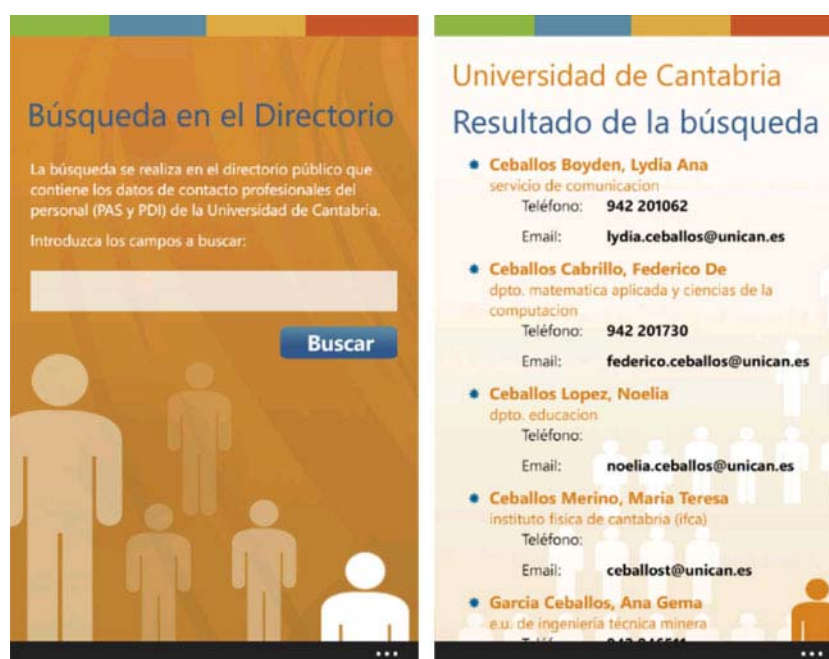 Búsqueda en el Directorio
La búsqueda se realiza en el directorio público que
contiene los datos de contacto profesionales del
personal (PAS y PDI) de la Universidad de Cantabria.
Introduzca los campos a buscar:
Buscar
Universidad de Cantabria
Resultado de la búsqueda
Ceballos Boyden, Lydia Ana
servicio de comunicacion
Teléfono: 942 201062
Email: lydia.ceballos@unican.es
Ceballos Cabrillo, Federico De
dpto. matematica aplicada y ciencias de la
computacion
Teléfono: 942 201730
Email: federico.ceballos@unican.es
Ceballos Lopez, Noelia
dpto. educacion
Teléfono:
Email: noelia.ceballos@unican.es
Ceballos Merino, Maria Teresa
instituto fisica de cantabria (ifca)
Teléfono:
Email: ceballost@unican.es
Garcia Ceballos, Ana Gema
e.u. de ingeniería técnica minera